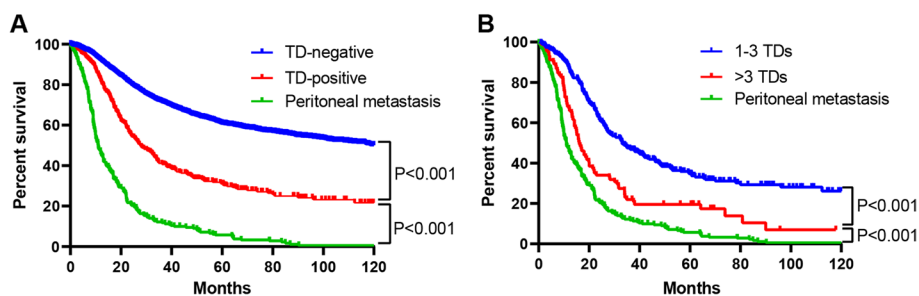 A
Percent survival
100
80
60
40
20
0
0 20 40 60 80 100 120
Months
TD-negative
TD-positive
Peritoneal metastasis
P<0.001
P<0.001
B
Percent survival
100
80
60
40
20
0
0 20 40 60 80 100 120
Months
1-3 TDs
>3 TDs
Peritoneal metastasis
P<0.001
P<0.001